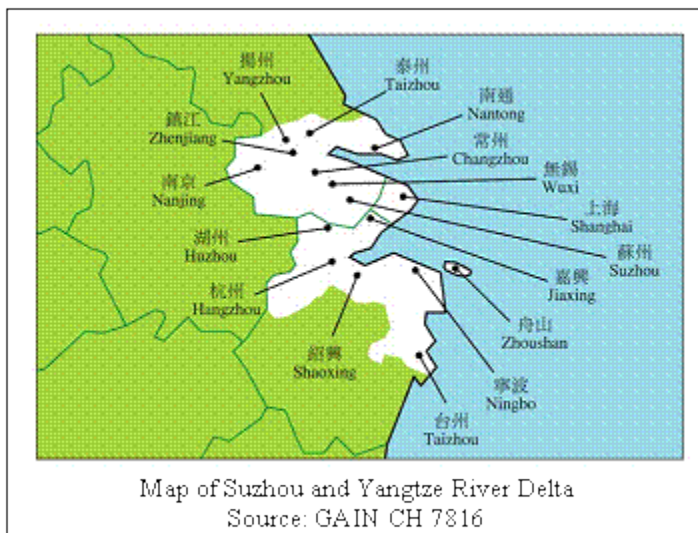 揚州
Yangzhou
泰州
Taizhou
南通
Nantong
鎮江
Zhenjiang
常州
Changzhou
無錫
Wuxi
南京
Nanjing
上海
Shanghai
湖州
Huzhou
蘇州
Suzhou
嘉興
Jiaxing
杭州
Hangzhou
舟山
Zhoushan
紹興
Shaoxing
寧波
Ningbo
台州
Taizhou
Map of Suzhou and Yangtze River Delta
Source: GAIN CH 7816